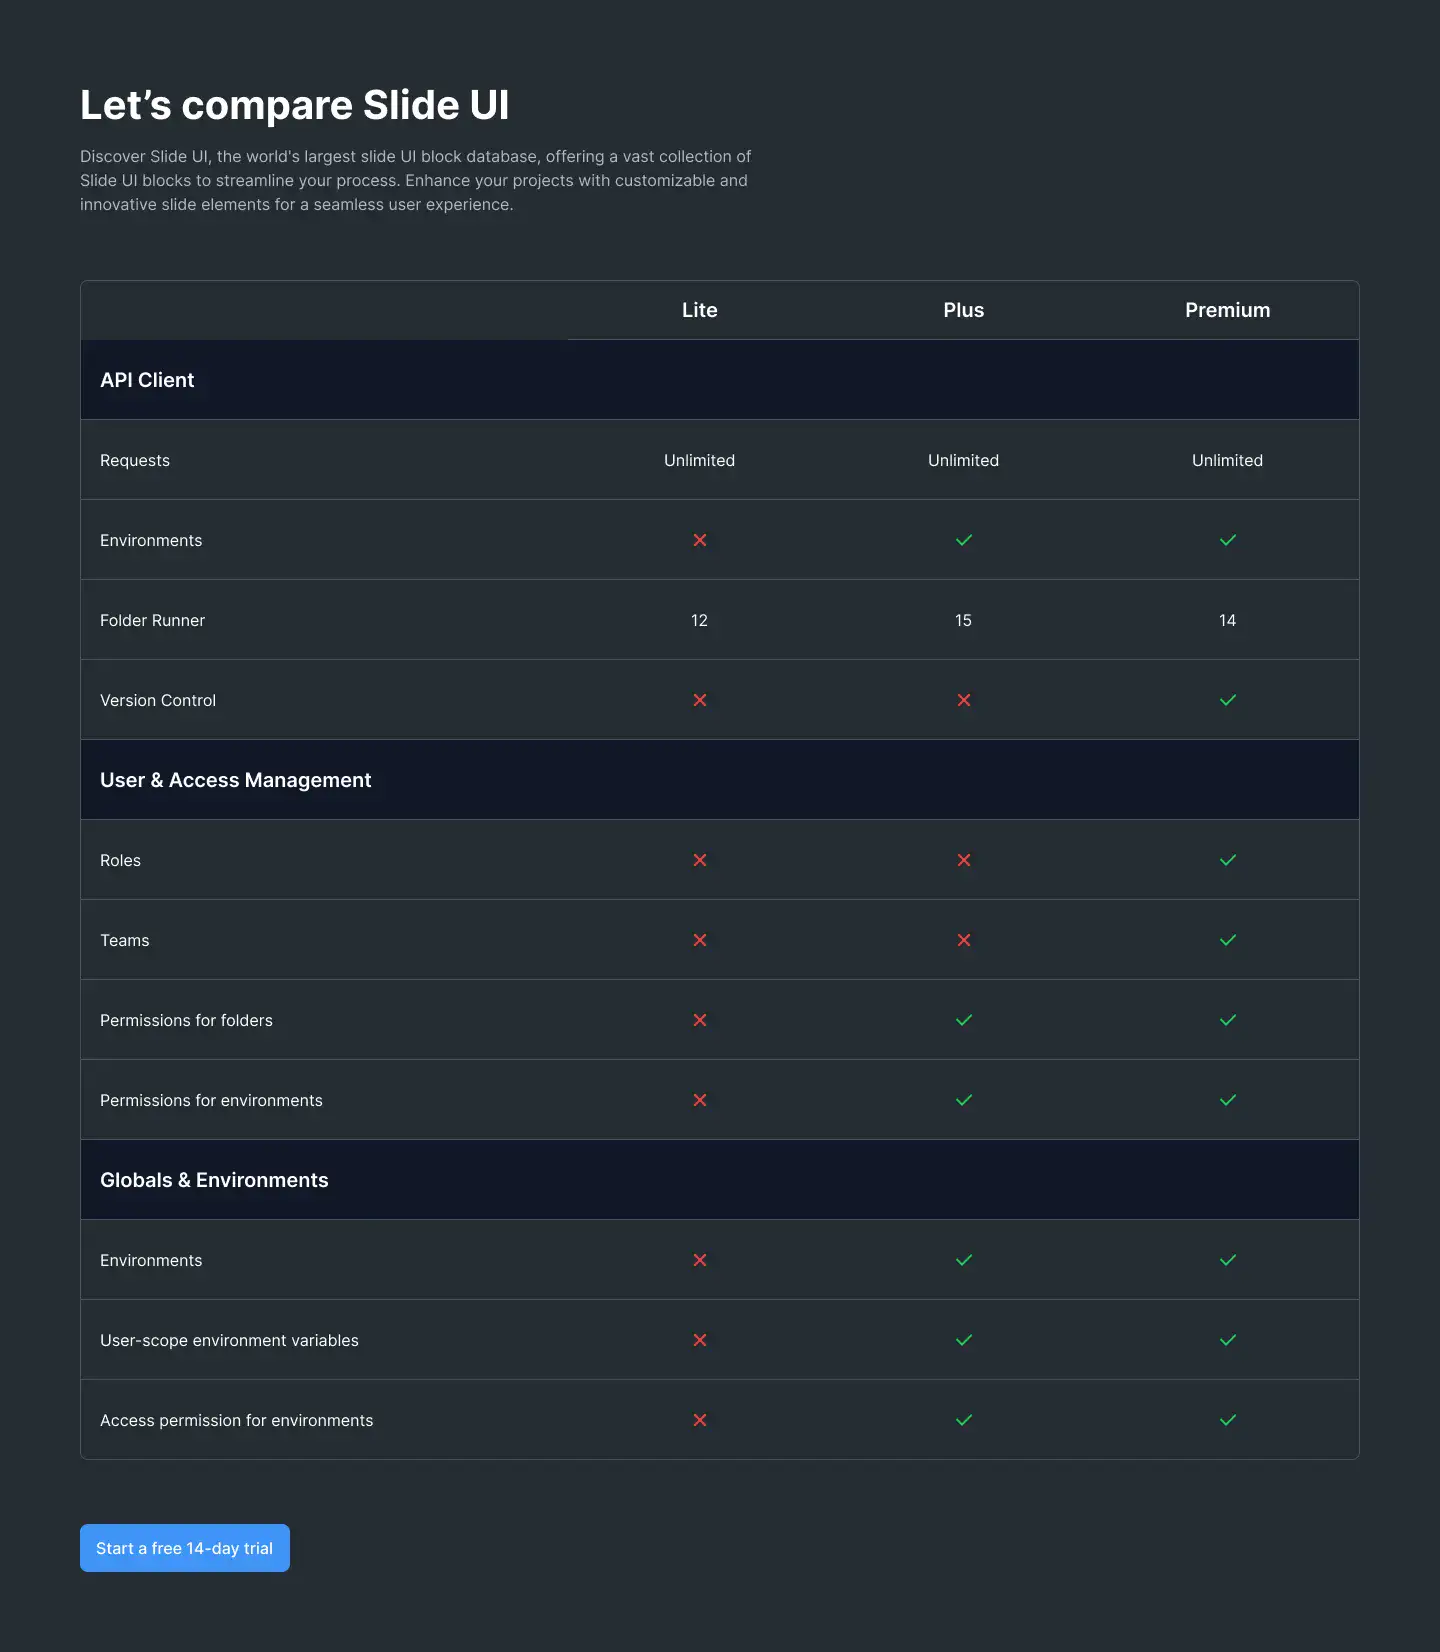 Let’s compare Slide UI
Discover Slide UI, the world's largest slide UI block database, offering a vast collection of
Slide UI blocks to streamline your process. Enhance your projects with customizable and
innovative slide elements for a seamless user experience.
Lite Plus Premium
API Client
Requests Unlimited Unlimited Unlimited
Environments
Folder Runner 12 15 14
Version Control
User & Access Management
Roles
Teams
Permissions for folders
Permissions for environments
Globals & Environments
Environments
User-scope environment variables
Access permission for environments
Start a free 14-day trial